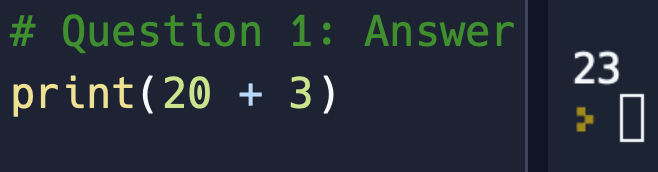 # Question 1: Answer
print(20 + 3)
23
>